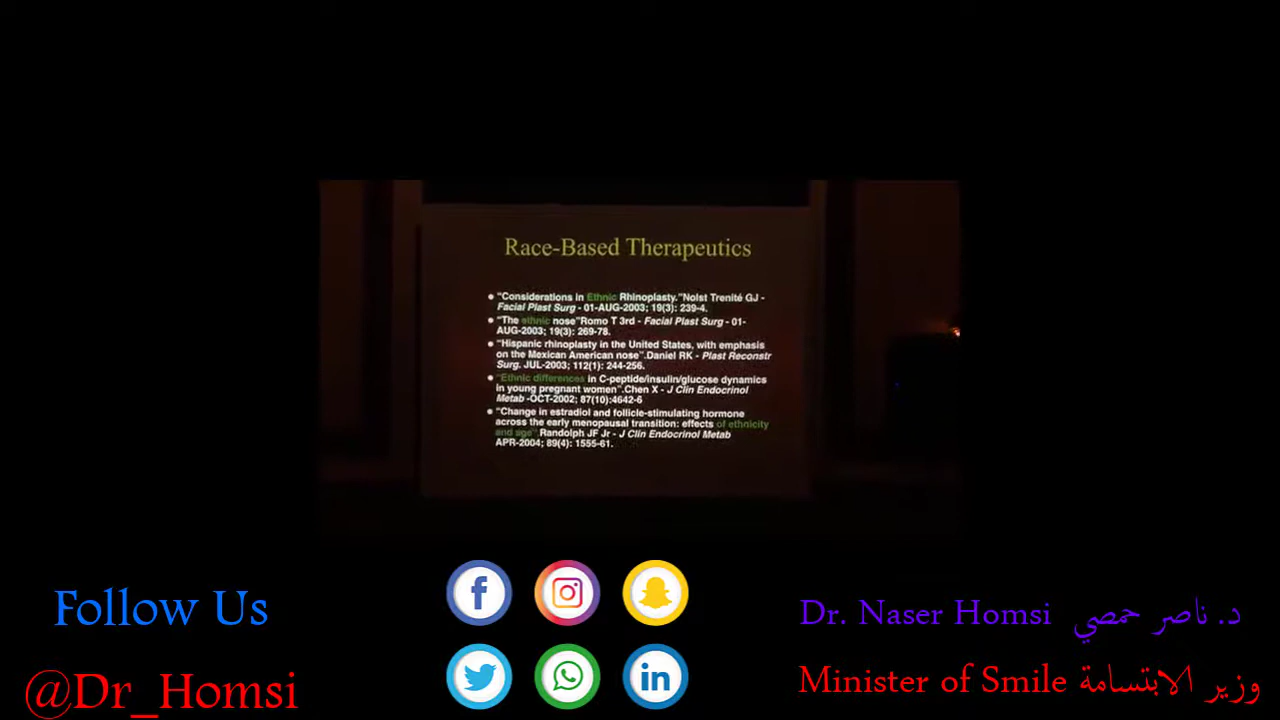 Race-Based Therapeutics
• "Considerations in Ethnic Rhinoplasty."Nolst Trenité GJ -
Facial Plast Surg - 01-AUG-2003; 19(3): 239-4.
• "The ethnic nose"Romo T 3rd - Facial Plast Surg - 01-
AUG-2003; 19(3): 269-78.
• "Hispanic rhinoplasty in the United States, with emphasis
on the Mexican American nose".Daniel RK - Plast Reconstr
Surg. JUL-2003; 112(1): 244-256.
• "Ethnic differences in C-peptide/insulin/glucose dynamics
in young pregnant women".Chen X - J Clin Endocrinol
Metab -OCT-2002; 87(10):4642-6
• "Change in estradiol and follicle-stimulating hormone
across the early menopausal transition: effects of ethnicity
and age" Randolph JF Jr - J Clin Endocrinol Metab
APR-2004; 89(4): 1555-61.
Follow Us
@Dr_Homsi
Dr. Naser Homsi د. ناصر حمصي
Minister of Smile وزير الابتسامة